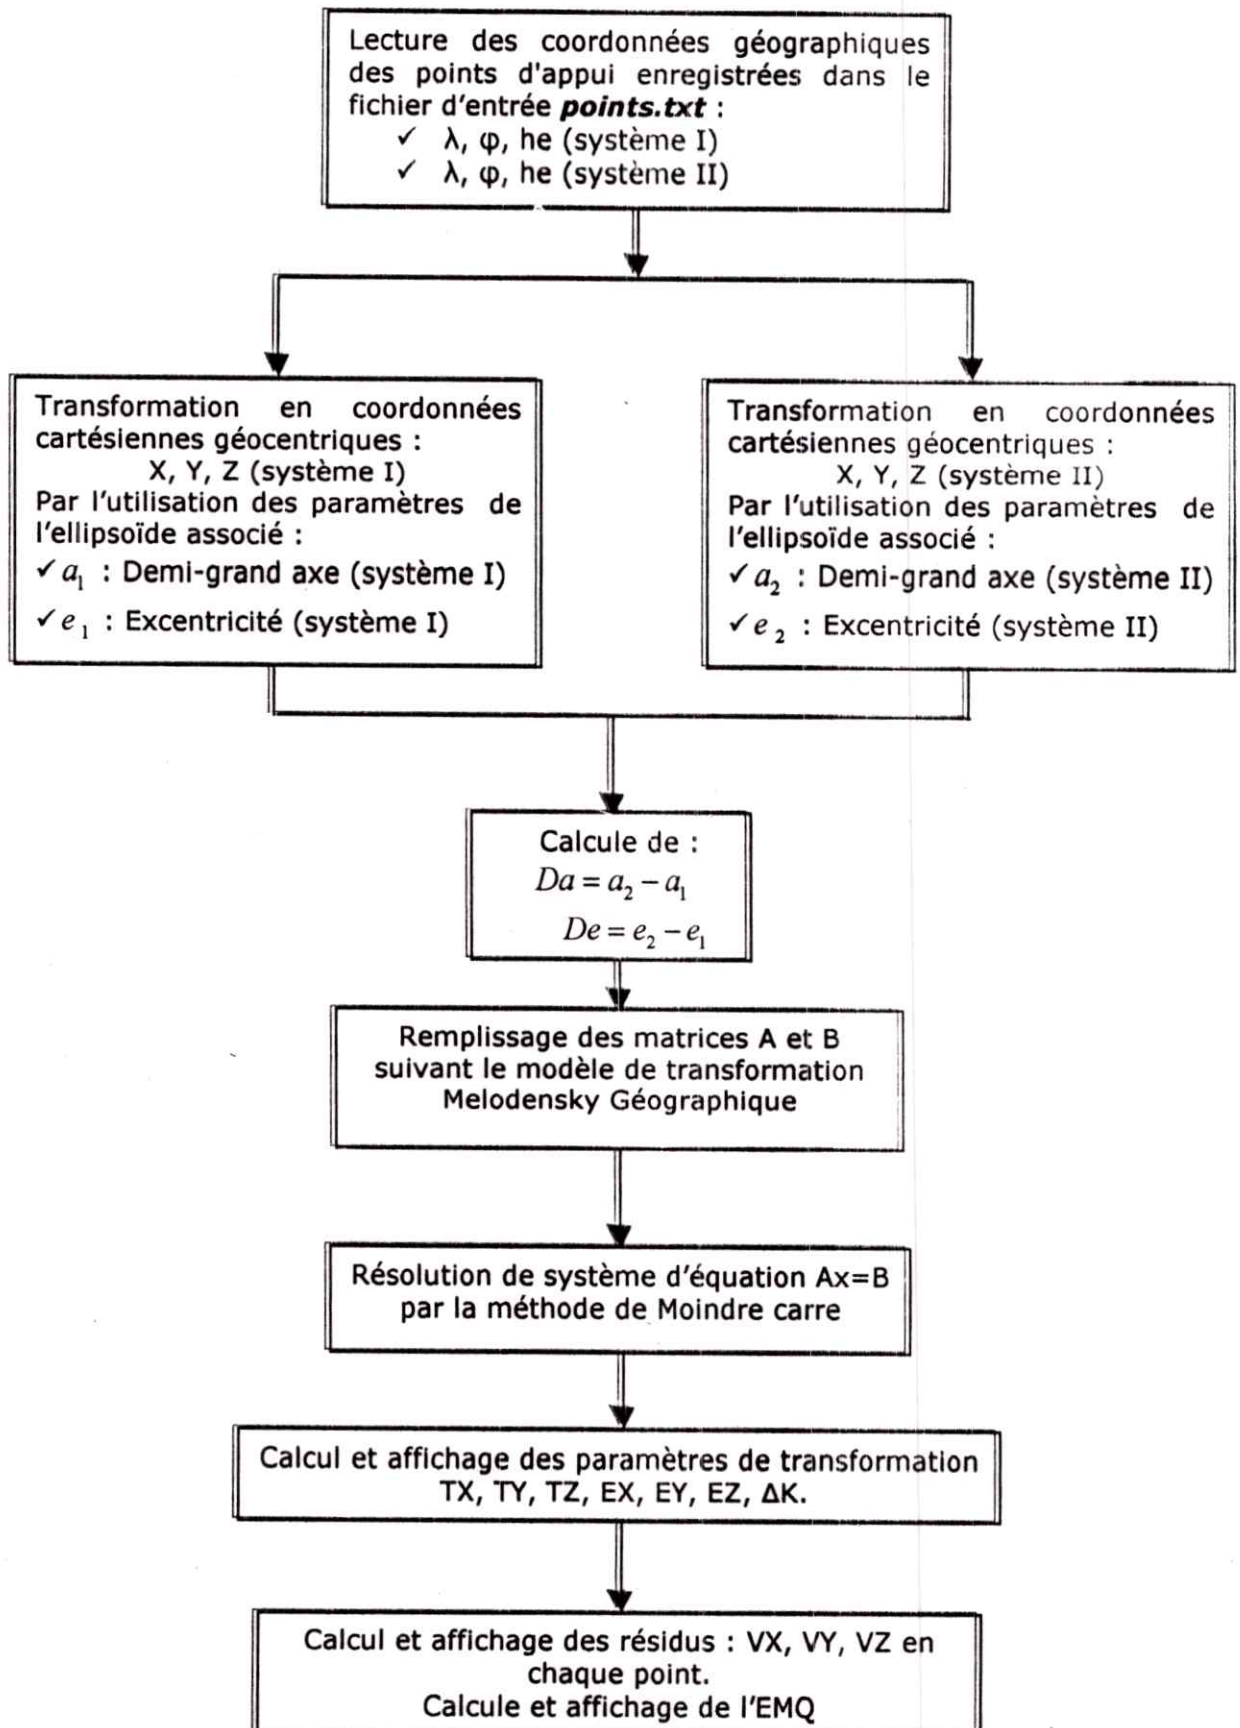 Lecture des coordonnées géographiques
des points d'appui enregistrées dans le
fichier d'entrée points.txt :
✓ λ, φ, he (système I)
✓ λ, φ, he (système II)
Transformation en coordonnées
cartésiennes géocentriques :
X, Y, Z (système I)
Par l'utilisation des paramètres de
l'ellipsoïde associé :
✓ a₁ : Demi-grand axe (système I)
✓ e₁ : Excentricité (système I)
Transformation en coordonnées
cartésiennes géocentriques :
X, Y, Z (système II)
Par l'utilisation des paramètres de
l'ellipsoïde associé :
✓ a₂ : Demi-grand axe (système II)
✓ e₂ : Excentricité (système II)
Calcule de :
Da = a₂ − a₁
De = e₂ − e₁
Remplissage des matrices A et B
suivant le modèle de transformation
Melodensky Géographique
Résolution de système d'équation Ax=B
par la méthode de Moindre carre
Calcul et affichage des paramètres de transformation
TX, TY, TZ, EX, EY, EZ, ΔK.
Calcul et affichage des résidus : VX, VY, VZ en
chaque point.
Calcule et affichage de l'EMQ